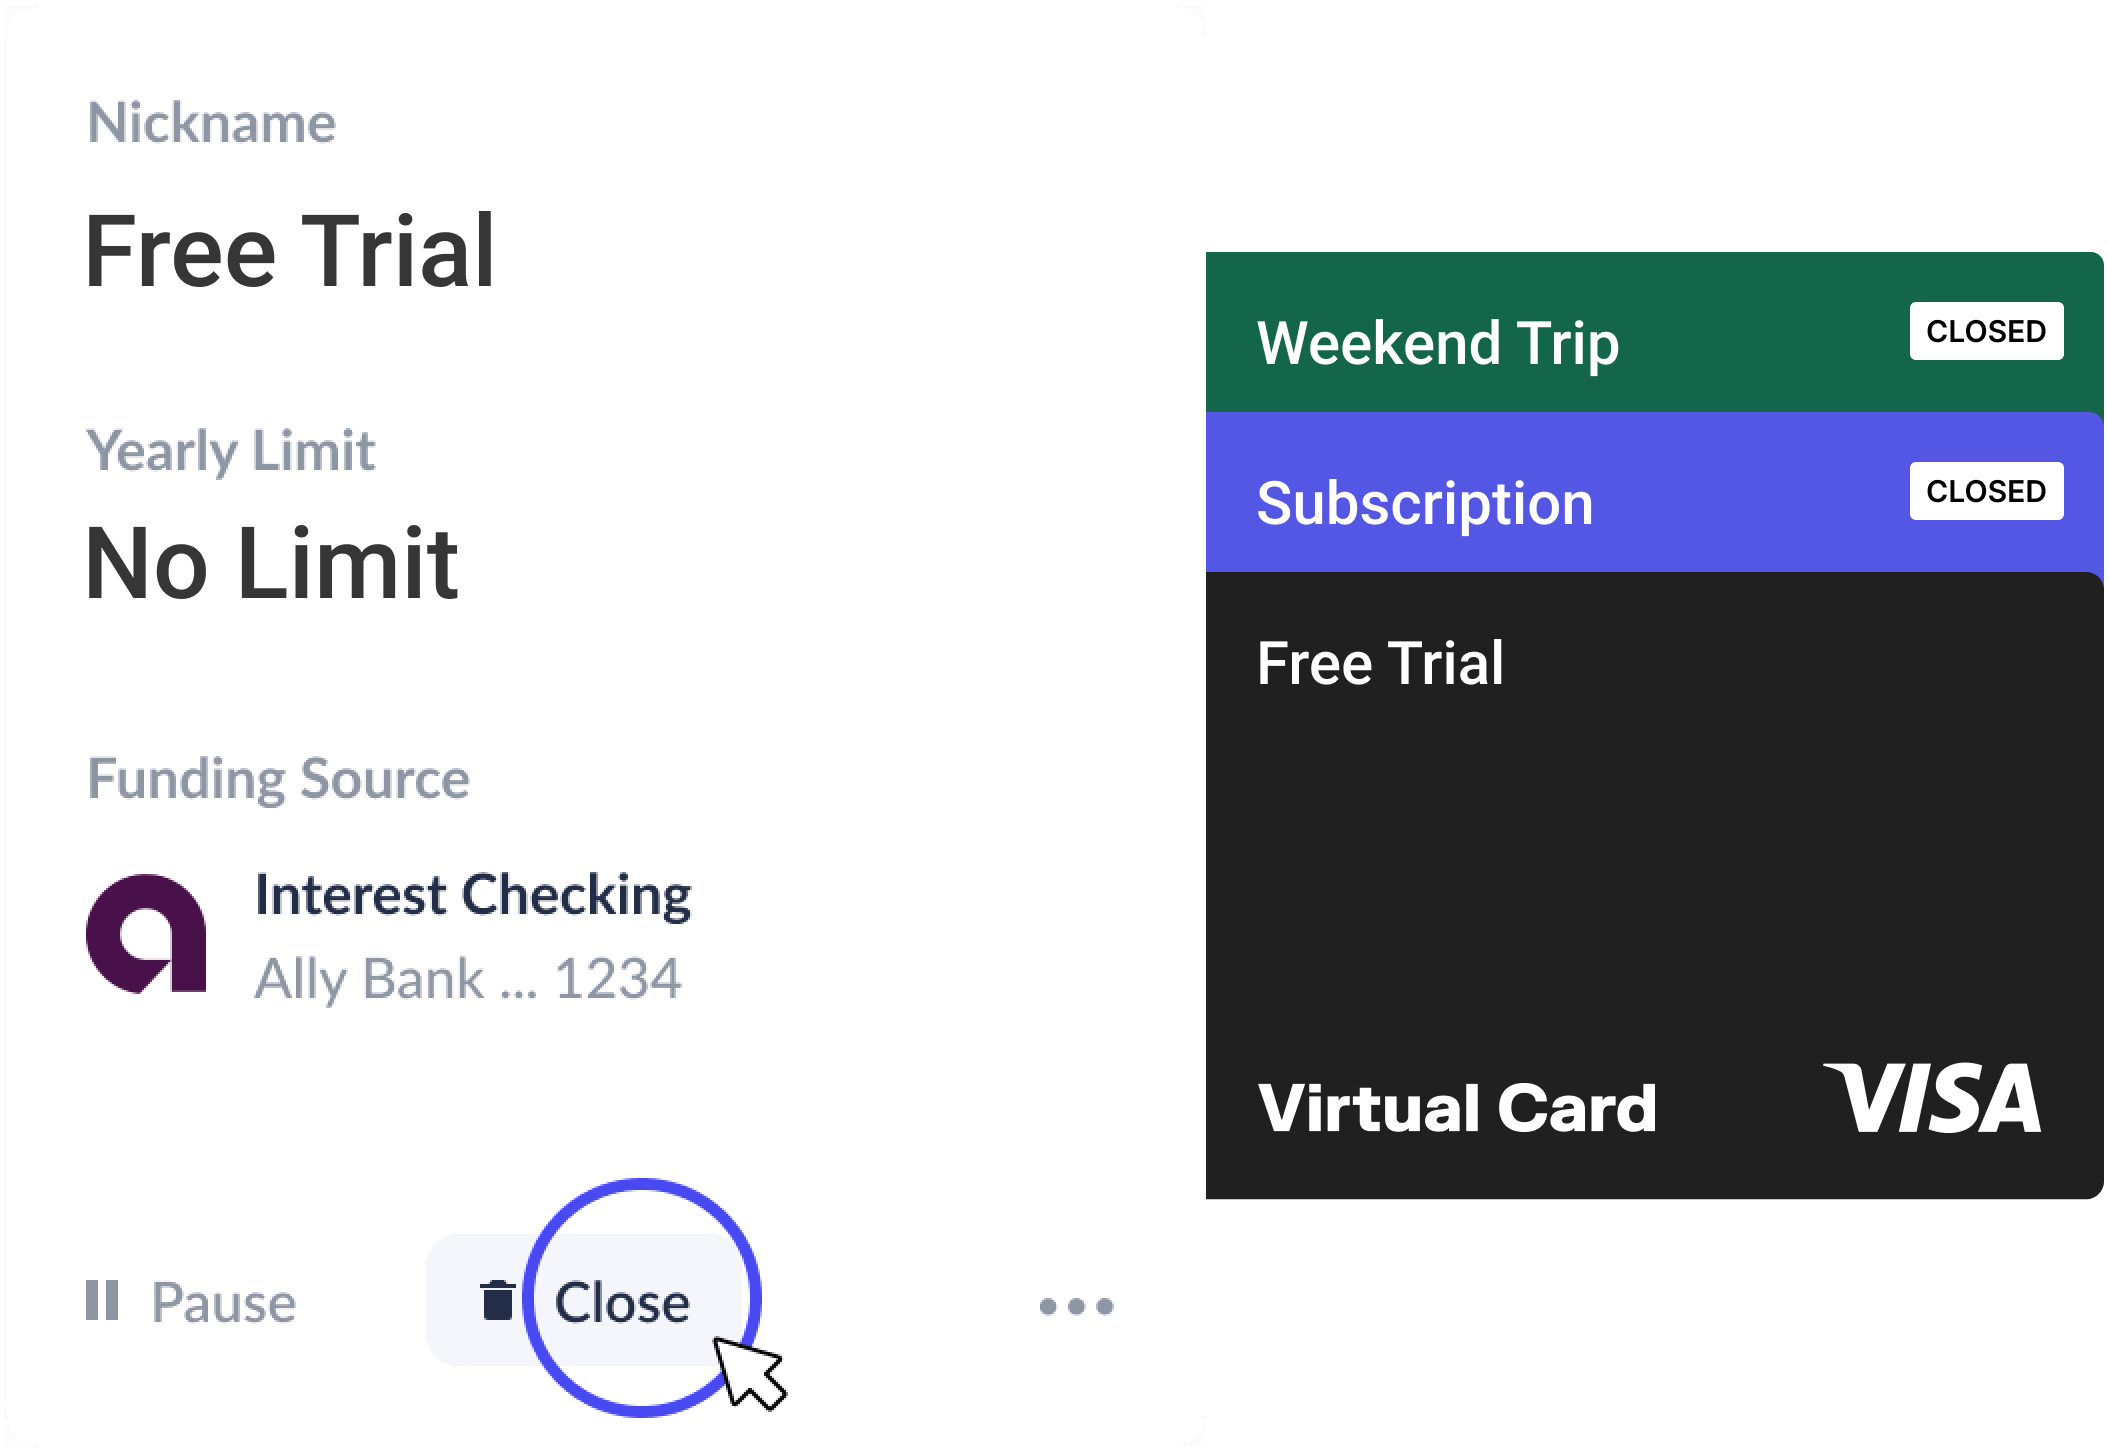 Nickname
Free Trial
Yearly Limit
No Limit
Funding Source
Interest Checking
Ally Bank ... 1234
Pause
Close
Weekend Trip
CLOSED
Subscription
CLOSED
Free Trial
Virtual Card
VISA